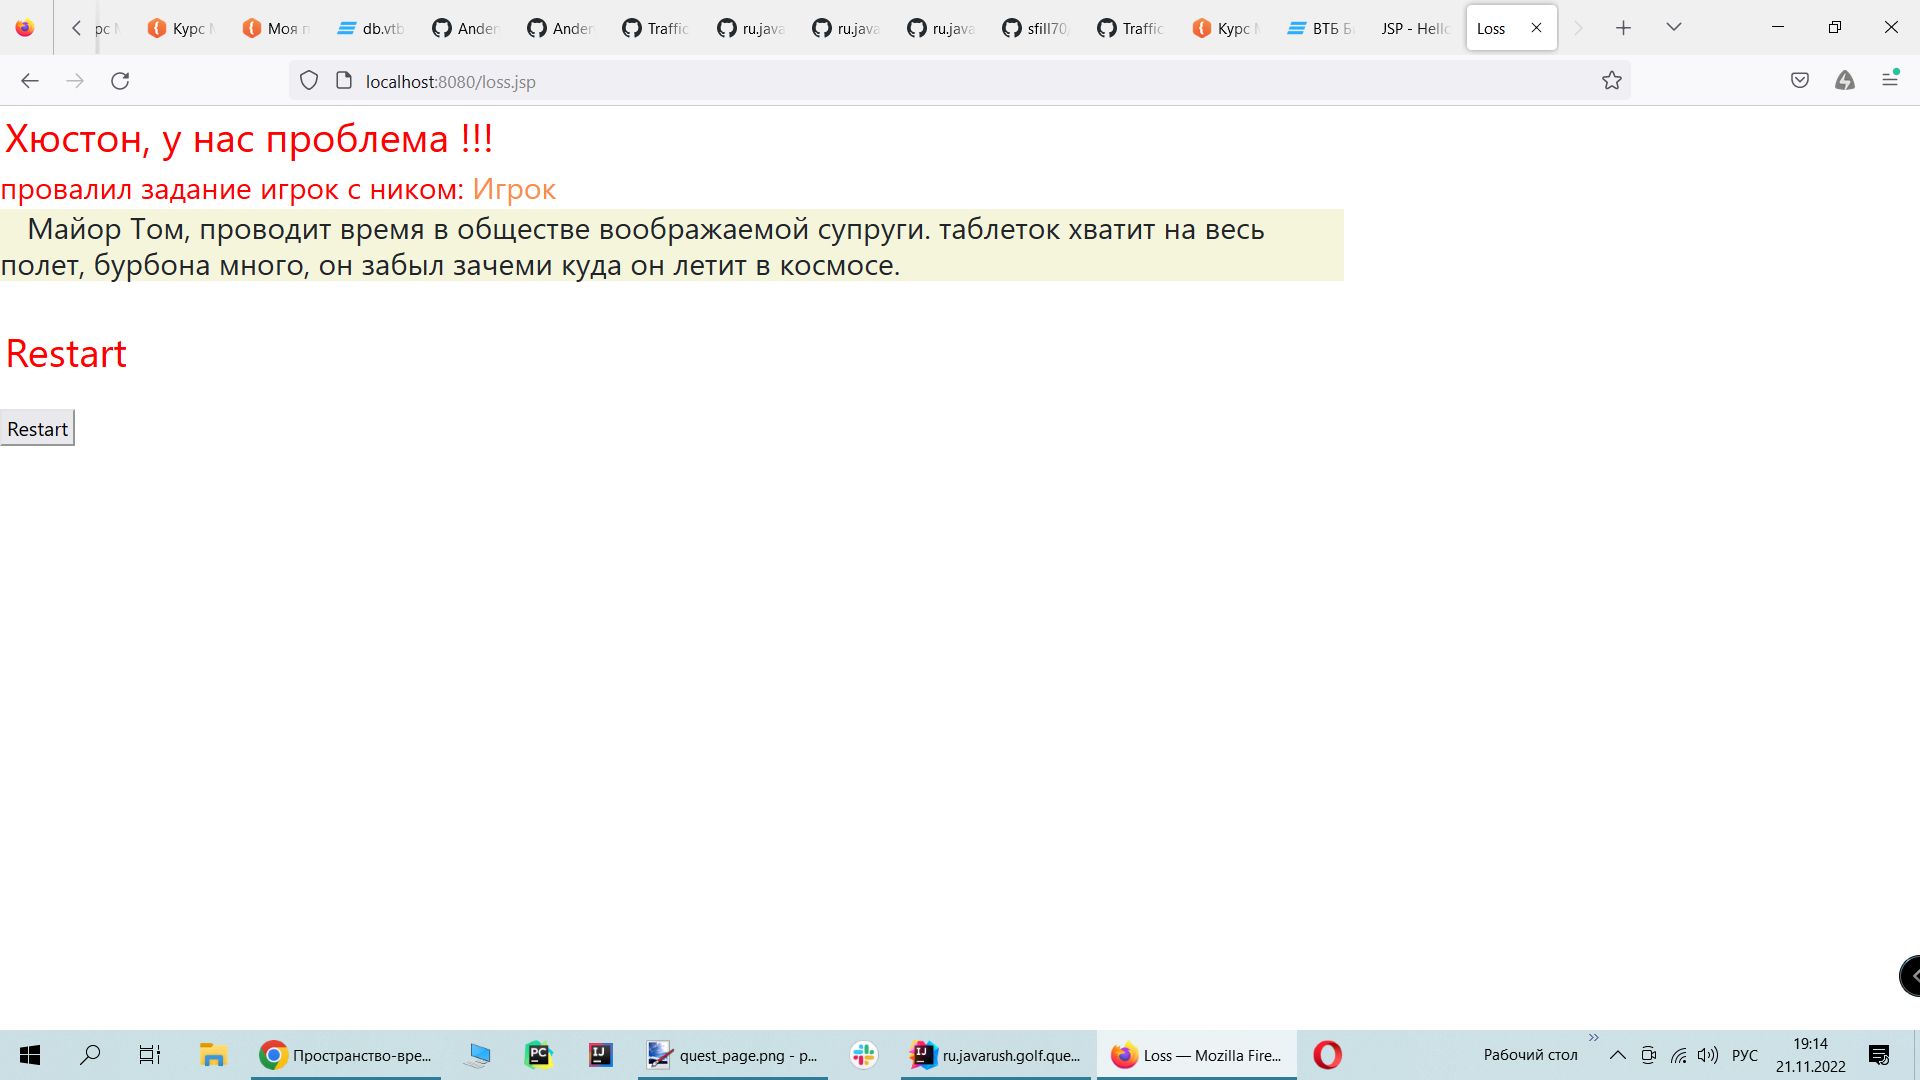 Курс
Моя п
db.vtb
Ander
Ander
Traffic
ru.java
ru.java
ru.java
sfill70
Traffic
Курс
ВТБ Б
JSP - Hello
Loss
localhost:8080/loss.jsp
Хюстон, у нас проблема !!!
провалил задание игрок с ником: Игрок
Майор Том, проводит время в обществе воображаемой супруги. таблеток хватит на весь
полет, бурбона много, он забыл зачеми куда он летит в космосе.
Restart
Restart
Пространство-вре...
PC
IJ
quest_page.png - p...
IJ
ru.javarush.golf.que...
Loss — Mozilla Fire...
Рабочий стол
»
РУС
19:14
21.11.2022